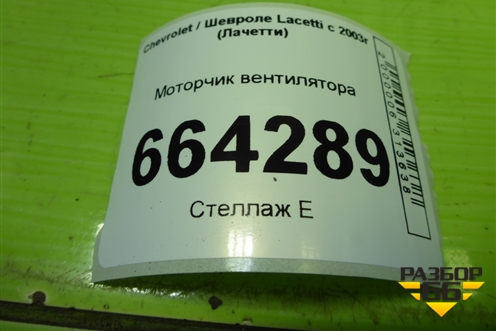 Chevrolet / Шевроле Lacetti с 2003г
(Лачетти)
Моторчик вентилятора
664289
Стеллаж Е
РАЗБОР
66